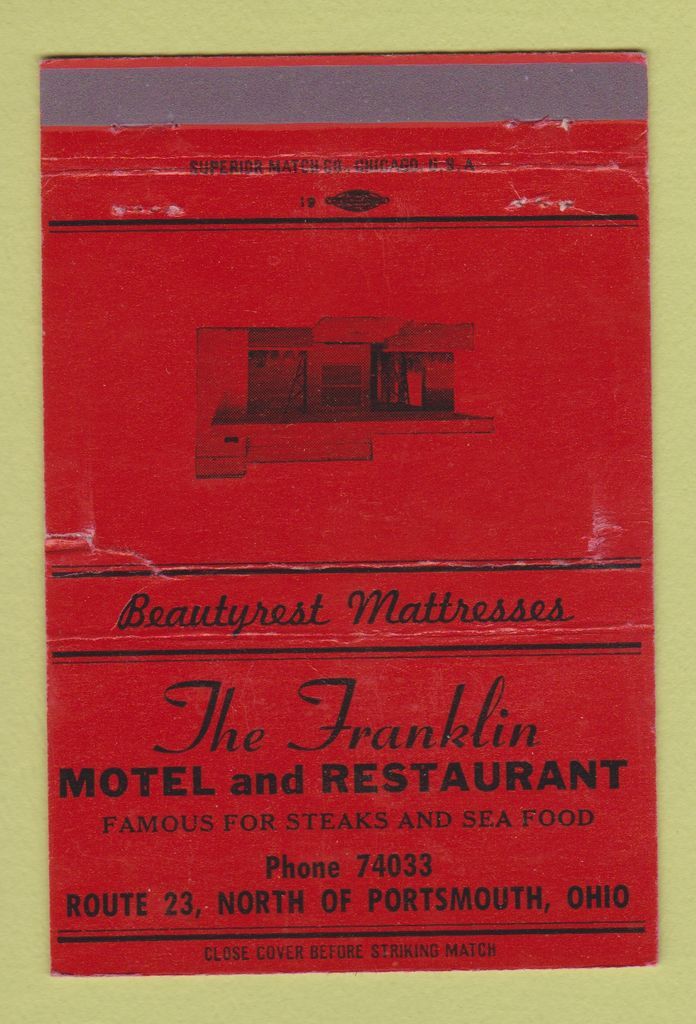 SUPERIOR MATCH CO., CHICAGO, U.S.A.
19
Beautyrest Mattresses
The Franklin
MOTEL and RESTAURANT
FAMOUS FOR STEAKS AND SEA FOOD
Phone 74033
ROUTE 23, NORTH OF PORTSMOUTH, OHIO
CLOSE COVER BEFORE STRIKING MATCH